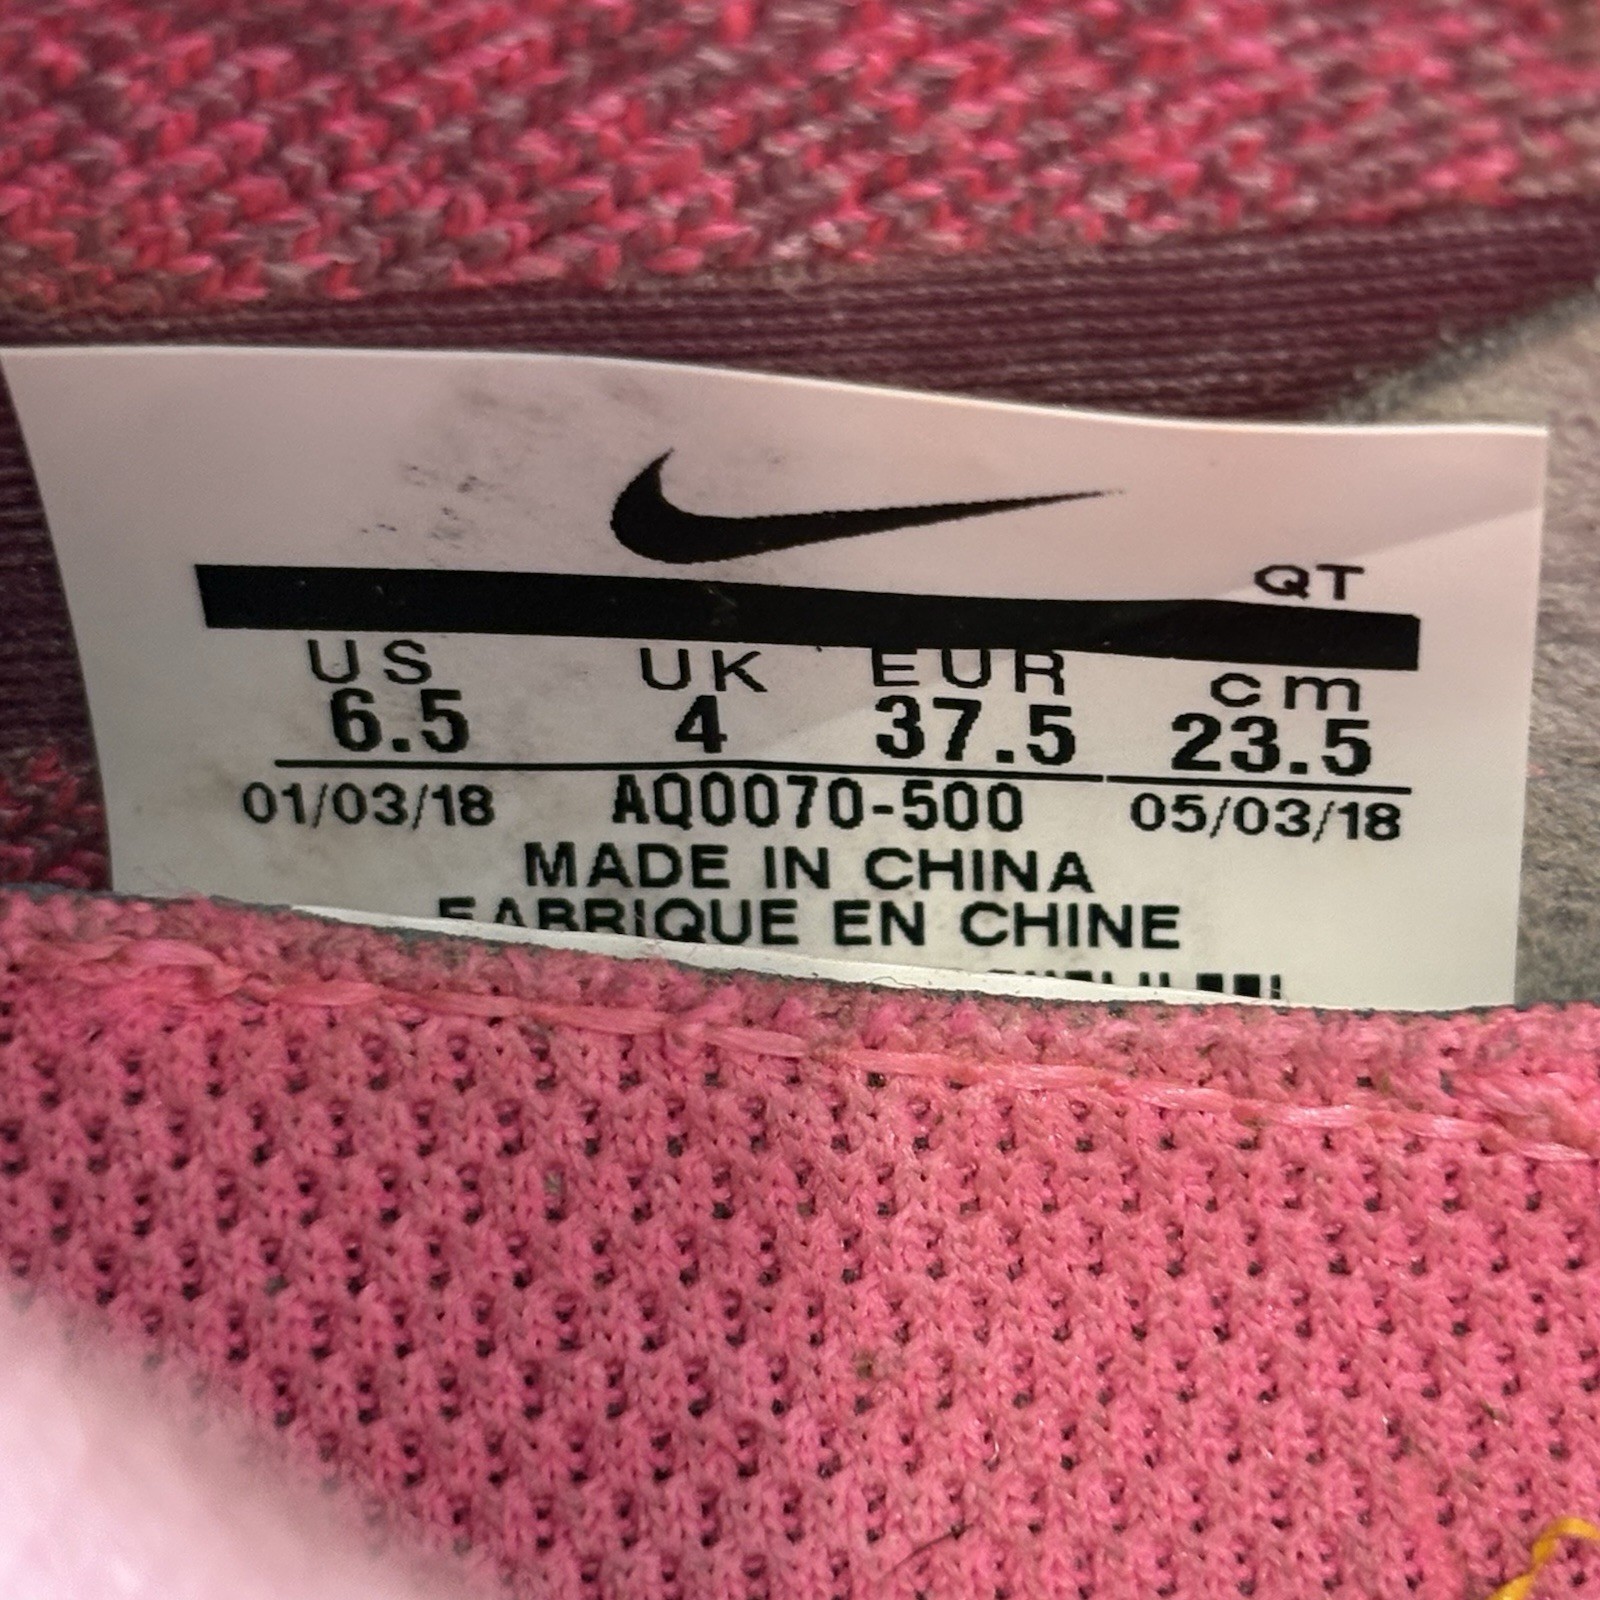 QT
US UK EUR cm
6.5 4 37.5 23.5
01/03/18 AQ0070-500 05/03/18
MADE IN CHINA
FABRIQUE EN CHINE